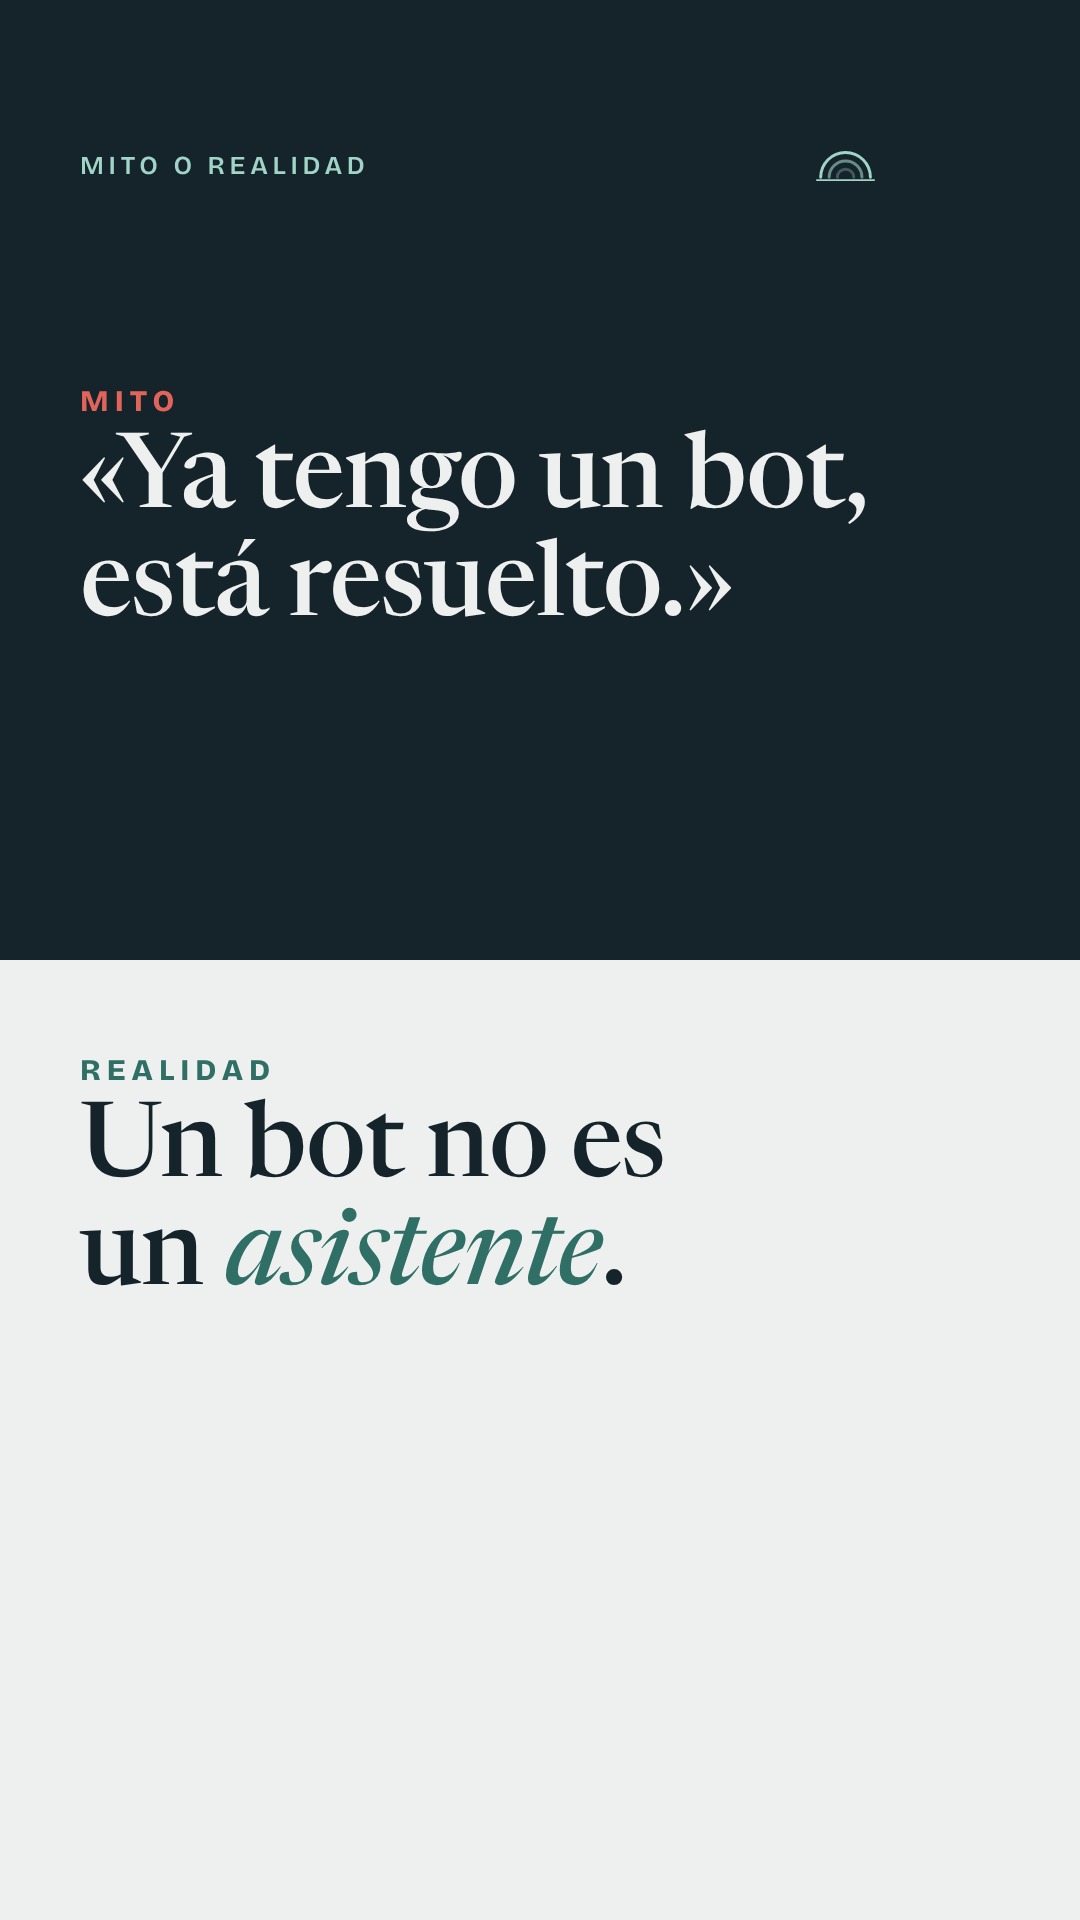 MITO O REALIDAD
MITO
«Ya tengo un bot,
está resuelto.»
REALIDAD
Un bot no es
un asistente.